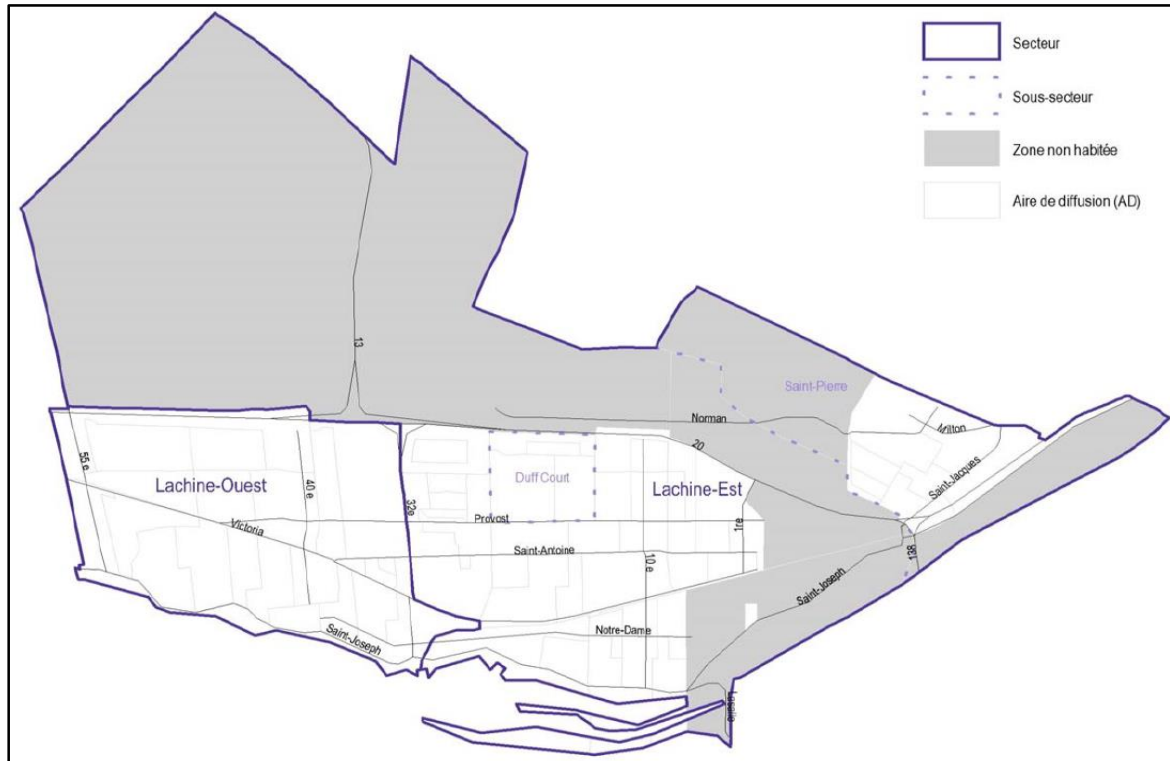 Secteur
Sous-secteur
Zone non habitée
Aire de diffusion (AD)
13
Saint-Pierre
Norman
Milton
20
55 e
Lachine-Ouest
40 e
32e
Duff Court
Lachine-Est
Saint-Jacques
Victoria
Provost
1re
Saint-Antoine
10 e
138
Saint-Joseph
Saint-Joseph
Notre-Dame
Lasalle